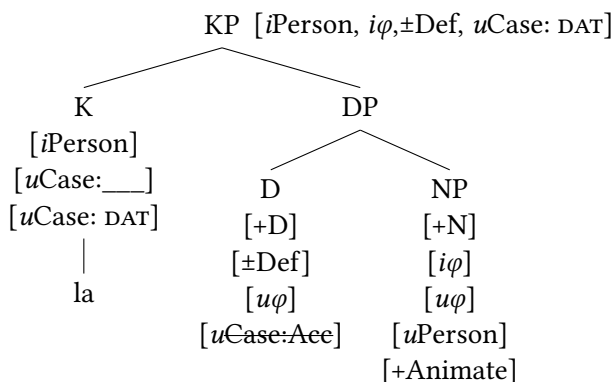 KP [iPerson, iφ,±Def, uCase: DAT]
K DP
[iPerson]
[uCase:___]
[uCase: DAT]
la
D NP
[+D] [+N]
[±Def] [iφ]
[uφ] [uφ]
[uCase:Acc] [uPerson]
[+Animate]